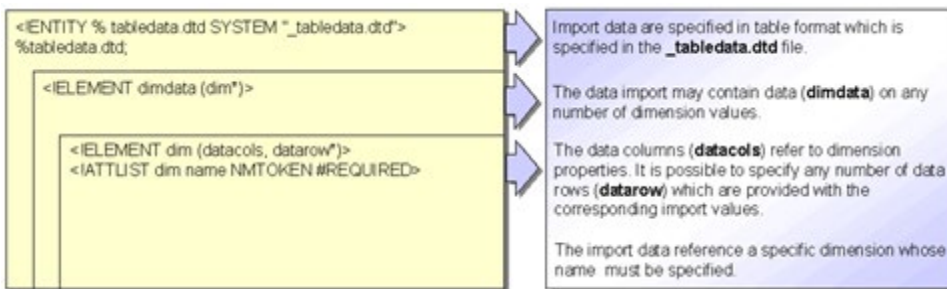 <!ENTITY % tabledata.dtd SYSTEM "_tabledata.dtd">
%tabledata.dtd;
<!ELEMENT dimdata (dim*)>
<!ELEMENT dim (datacols, datarow*)>
<!ATTLIST dim name NMTOKEN #REQUIRED>
Import data are specified in table format which is
specified in the _tabledata.dtd file.
The data import may contain data (dimdata) on any
number of dimension values.
The data columns (datacols) refer to dimension
properties. It is possible to specify any number of data
rows (datarow) which are provided with the
corresponding import values.
The import data reference a specific dimension whose
name must be specified.